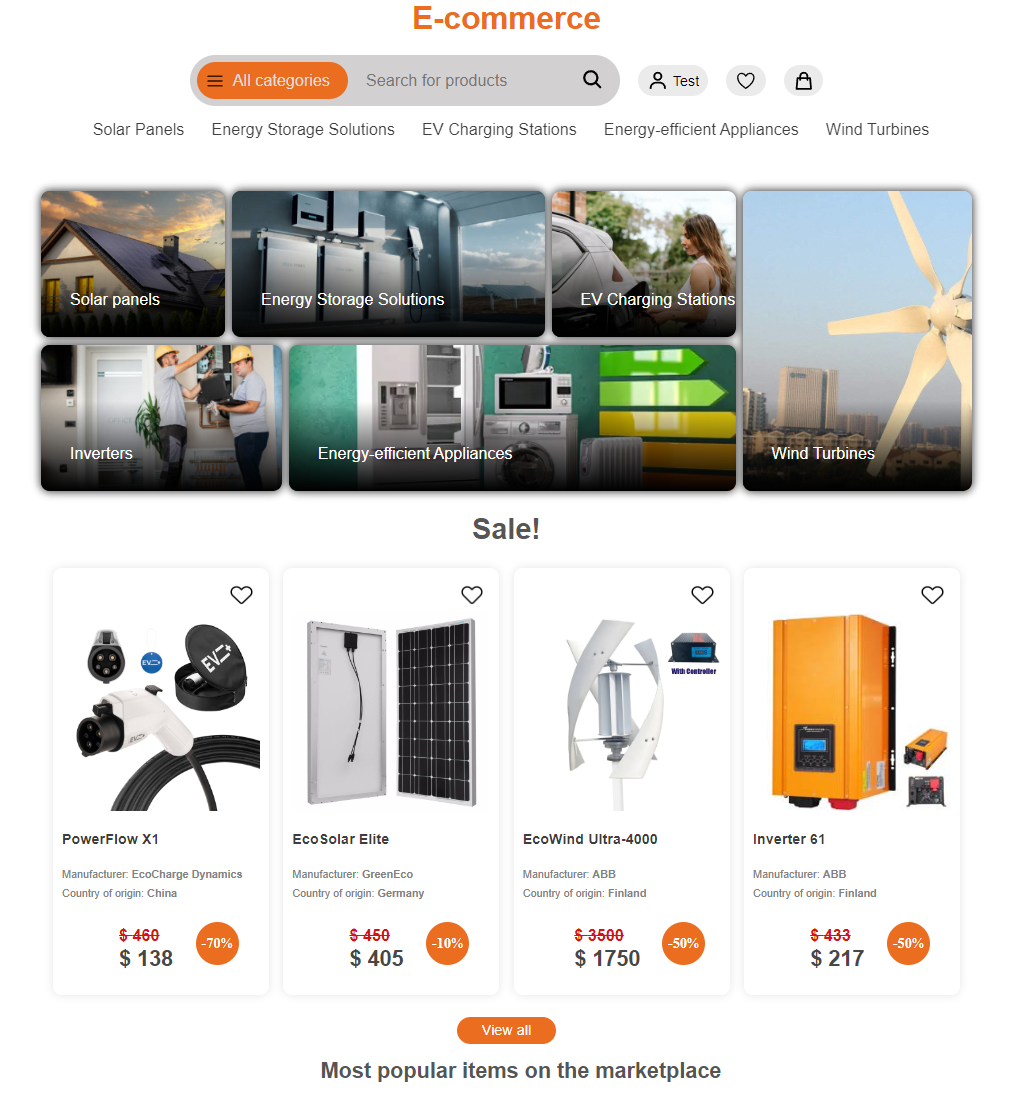 E-commerce
All categories Search for products Test
Solar Panels Energy Storage Solutions EV Charging Stations Energy-efficient Appliances Wind Turbines
Solar panels Energy Storage Solutions EV Charging Stations
Inverters Energy-efficient Appliances Wind Turbines
Sale!
With Controller
PowerFlow X1 EcoSolar Elite EcoWind Ultra-4000 Inverter 61
Manufacturer: EcoCharge Dynamics Manufacturer: GreenEco Manufacturer: ABB Manufacturer: ABB
Country of origin: China Country of origin: Germany Country of origin: Finland Country of origin: Finland
$ 460 $ 450 $ 3500 $ 433
-70% -10% -50% -50%
$ 138 $ 405 $ 1750 $ 217
View all
Most popular items on the marketplace